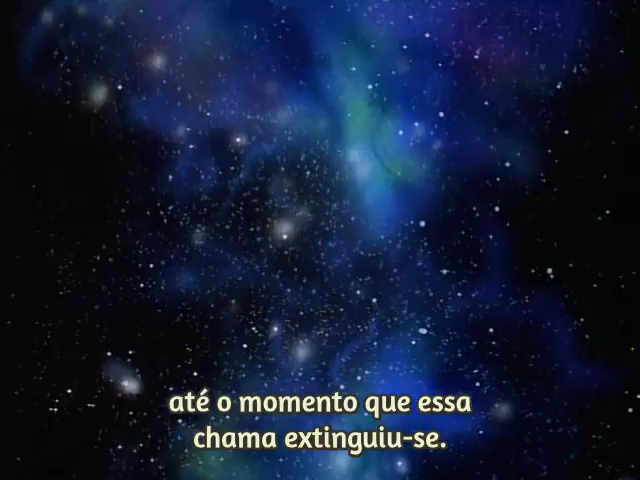 até o momento que essa
chama extinguiu-se.